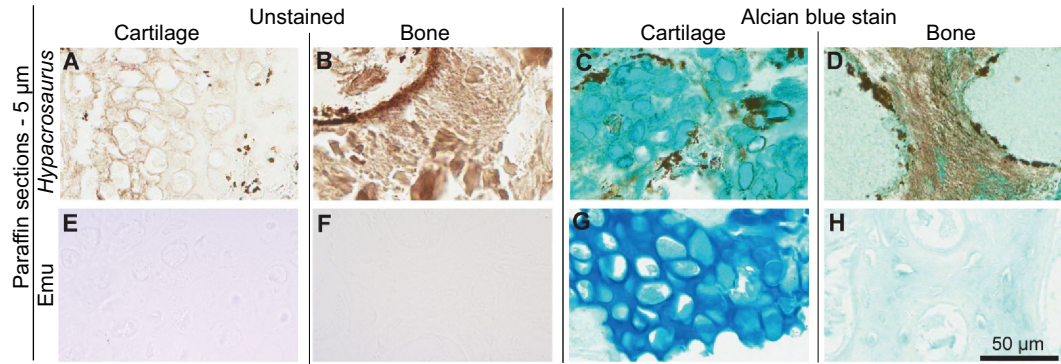 Unstained
Alcian blue stain
Cartilage
Bone
Cartilage
Bone
Paraffin sections - 5 µm
Hypacrosaurus
A
B
C
D
Emu
E
F
G
H
50 µm